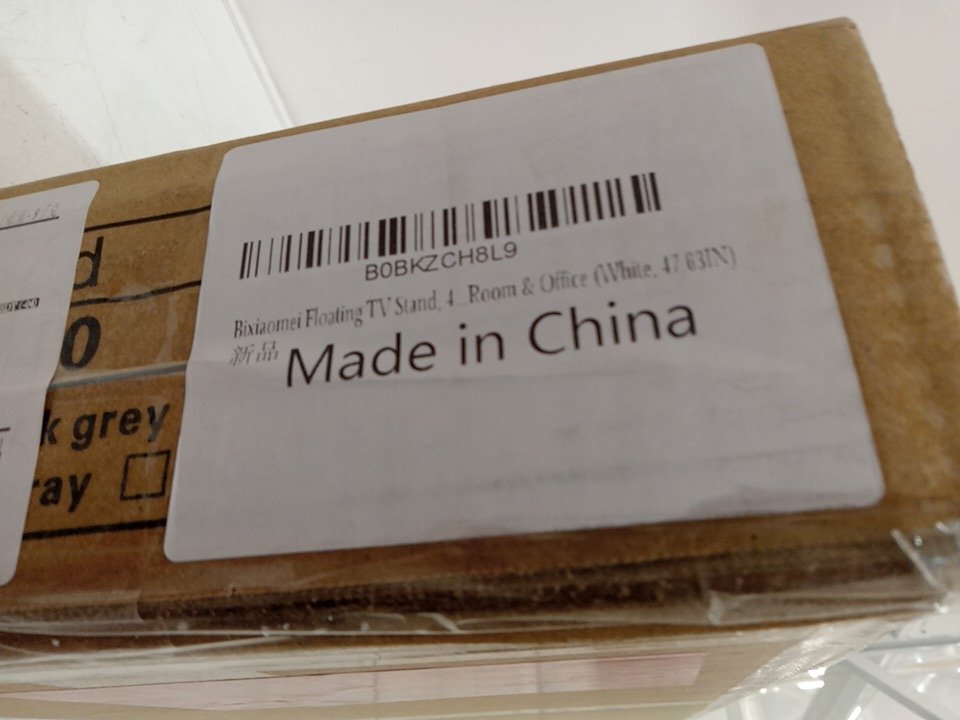 B0BKZCH8L9
Bixiaomei Floating TV Stand, 4...Room & Office (White, 47.63IN)
新品
Made in China
d
0
k grey
ray